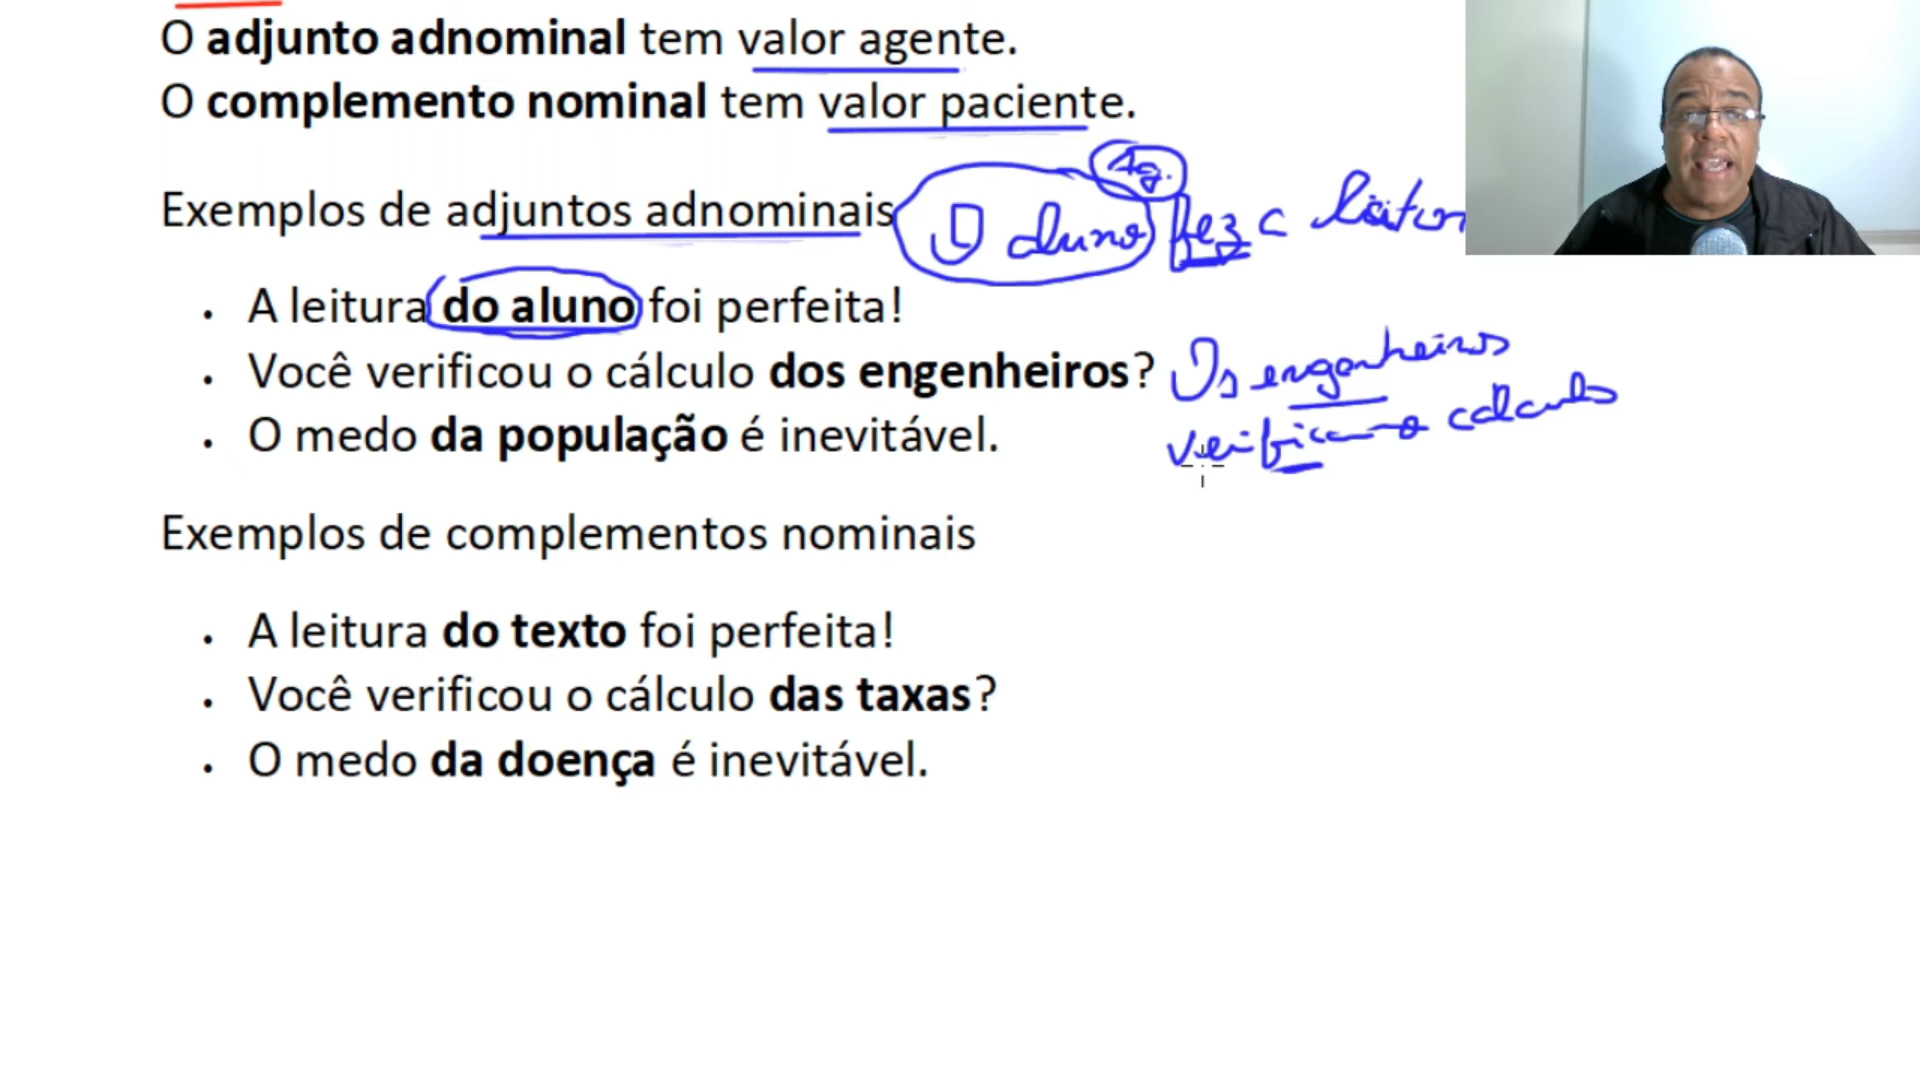 O adjunto adnominal tem valor agente.
O complemento nominal tem valor paciente.
Ag.
Exemplos de adjuntos adnominais O aluno fez a leitur
A leitura do aluno foi perfeita!
Você verificou o cálculo dos engenheiros? Os engenheiros
O medo da população é inevitável. verificam o cálculo
Exemplos de complementos nominais
A leitura do texto foi perfeita!
Você verificou o cálculo das taxas?
O medo da doença é inevitável.